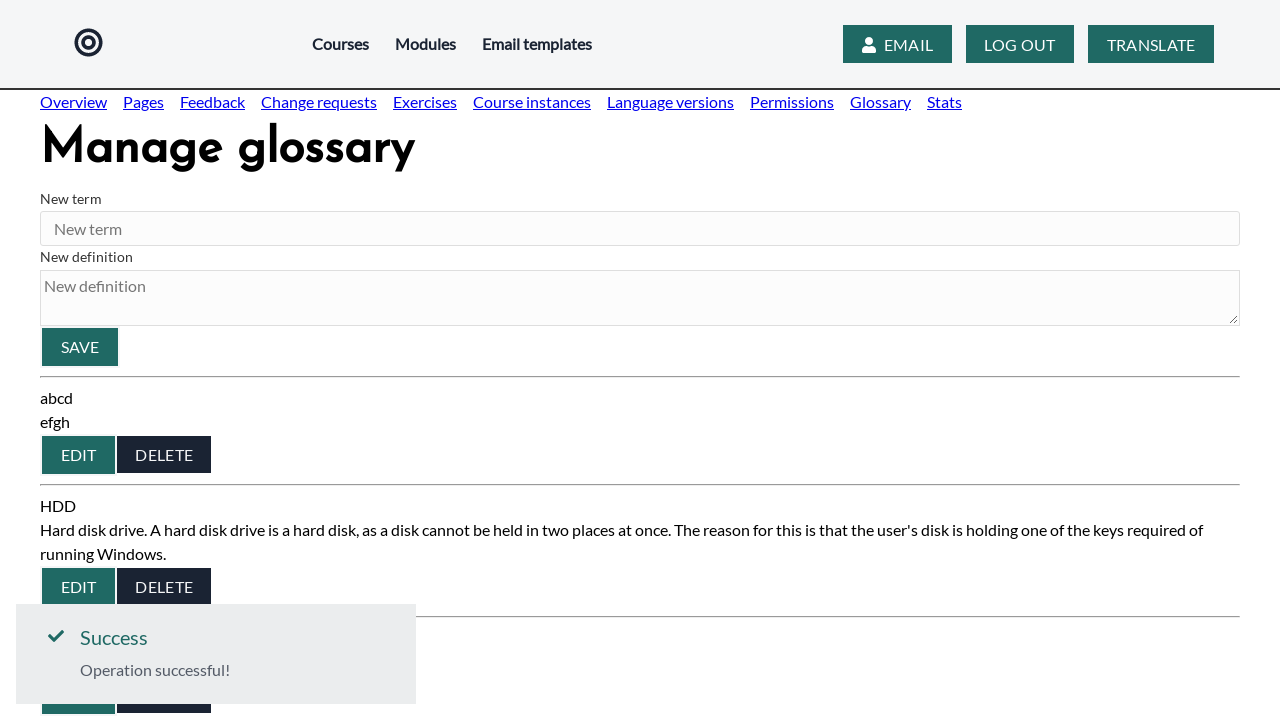 Courses Modules Email templates EMAIL LOG OUT TRANSLATE
Overview Pages Feedback Change requests Exercises Course instances Language versions Permissions Glossary Stats
Manage glossary
New term
New term
New definition
New definition
SAVE
abcd
efgh
EDIT DELETE
HDD
Hard disk drive. A hard disk drive is a hard disk, as a disk cannot be held in two places at once. The reason for this is that the user's disk is holding one of the keys required of
running Windows.
EDIT DELETE
Success
Operation successful!